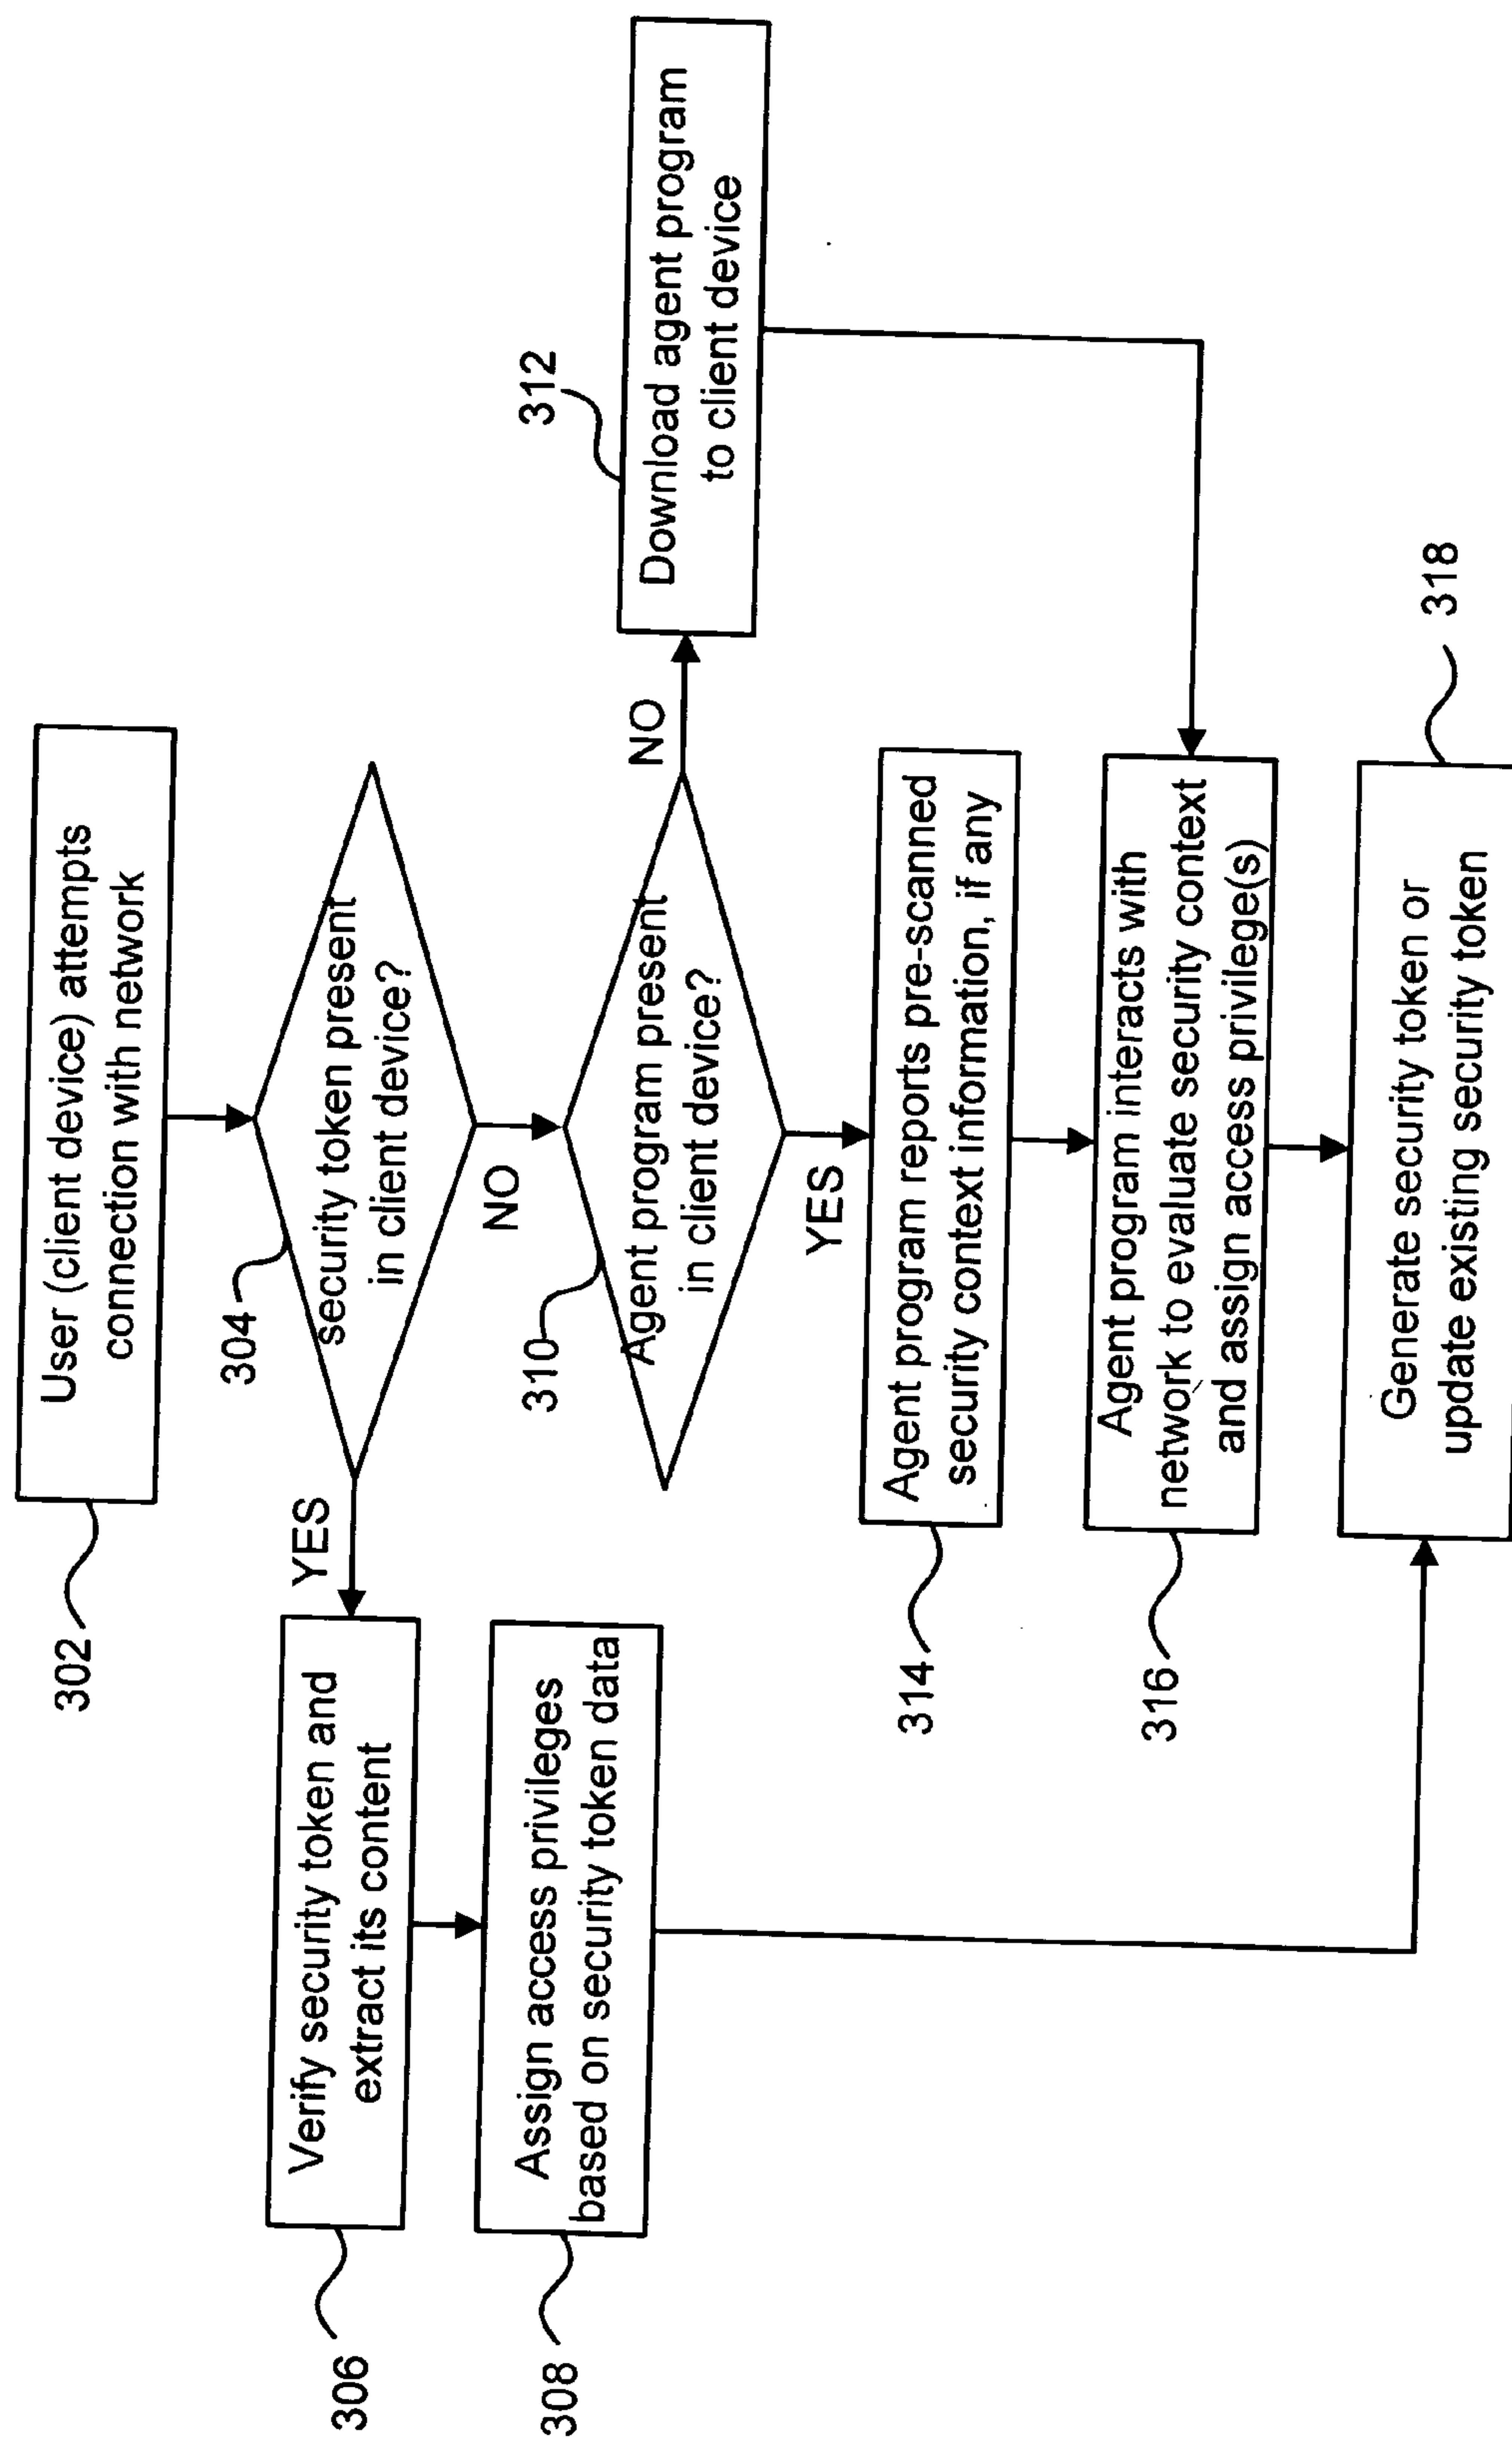 302
User (client device) attempts
connection with network
304
security token present
in client device?
YES
NO
306
Verify security token and
extract its content
308
Assign access privileges
based on security token data
310
Agent program present
in client device?
NO
YES
312
Download agent program
to client device
314
Agent program reports pre-scanned
security context information, if any
316
Agent program interacts with
network to evaluate security context
and assign access privilege(s)
318
Generate security token or
update existing security token